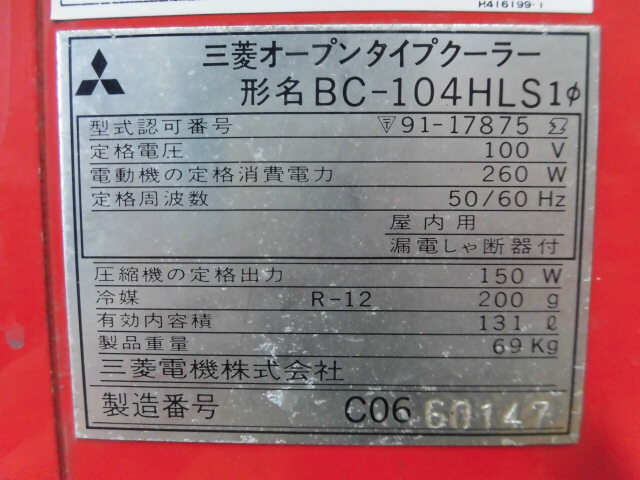 H416199-1
三菱オープンタイプクーラー
形名 BC-104HLS1φ
型式認可番号 91-17875
定格電圧 100 V
電動機の定格消費電力 260 W
定格周波数 50/60 Hz
屋内用
漏電しゃ断器付
圧縮機の定格出力 150 W
冷媒 R-12 200 g
有効内容積 131 ℓ
製品重量 69 Kg
三菱電機株式会社
製造番号 C06 60147